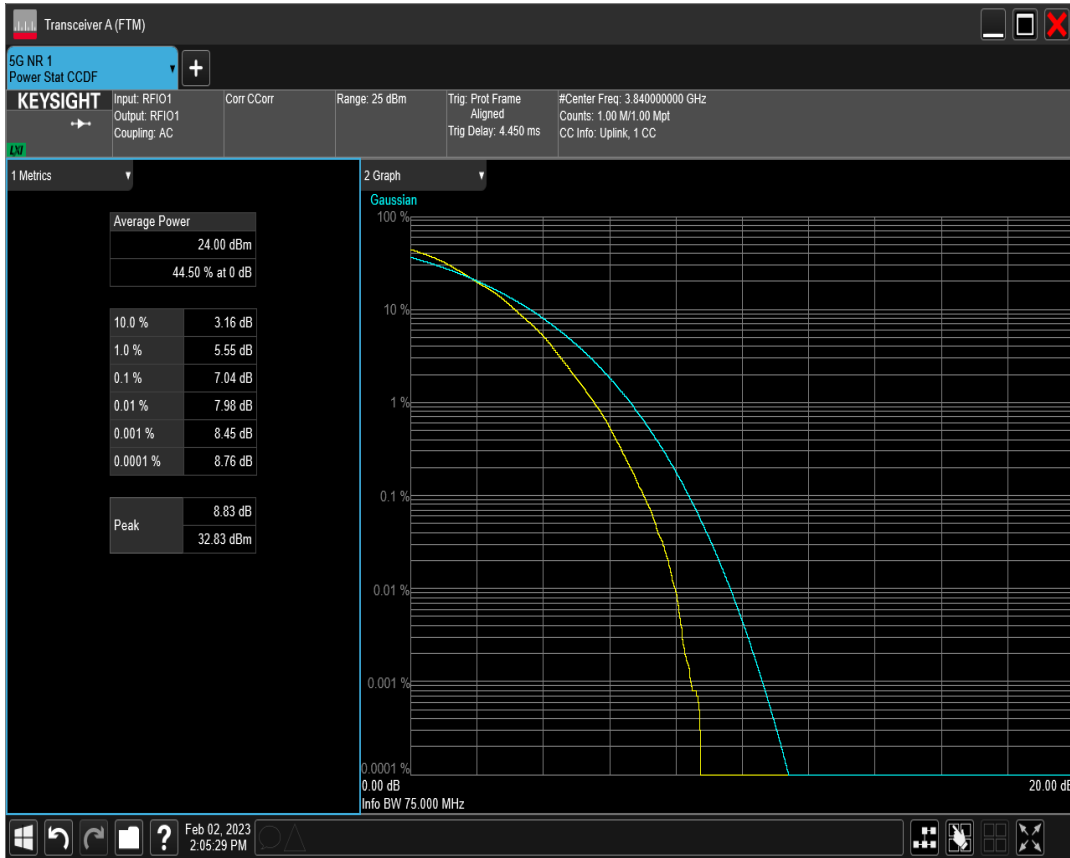 Transceiver A (FTM)
5G NR 1
Power Stat CCDF
+
KEYSIGHT
LXI
Input: RFIO1
Output: RFIO1
Coupling: AC
Corr CCorr
Range: 25 dBm
Trig: Prot Frame
Aligned
Trig Delay: 4.450 ms
#Center Freq: 3.840000000 GHz
Counts: 1.00 M/1.00 Mpt
CC Info: Uplink, 1 CC
1 Metrics
Average Power
24.00 dBm
44.50 % at 0 dB
10.0 % 3.16 dB
1.0 % 5.55 dB
0.1 % 7.04 dB
0.01 % 7.98 dB
0.001 % 8.45 dB
0.0001 % 8.76 dB
Peak 8.83 dB
32.83 dBm
2 Graph
Gaussian
100 %
10 %
1 %
0.1 %
0.01 %
0.001 %
0.0001 %
0.00 dB 20.00 dB
Info BW 75.000 MHz
?
Feb 02, 2023
2:05:29 PM